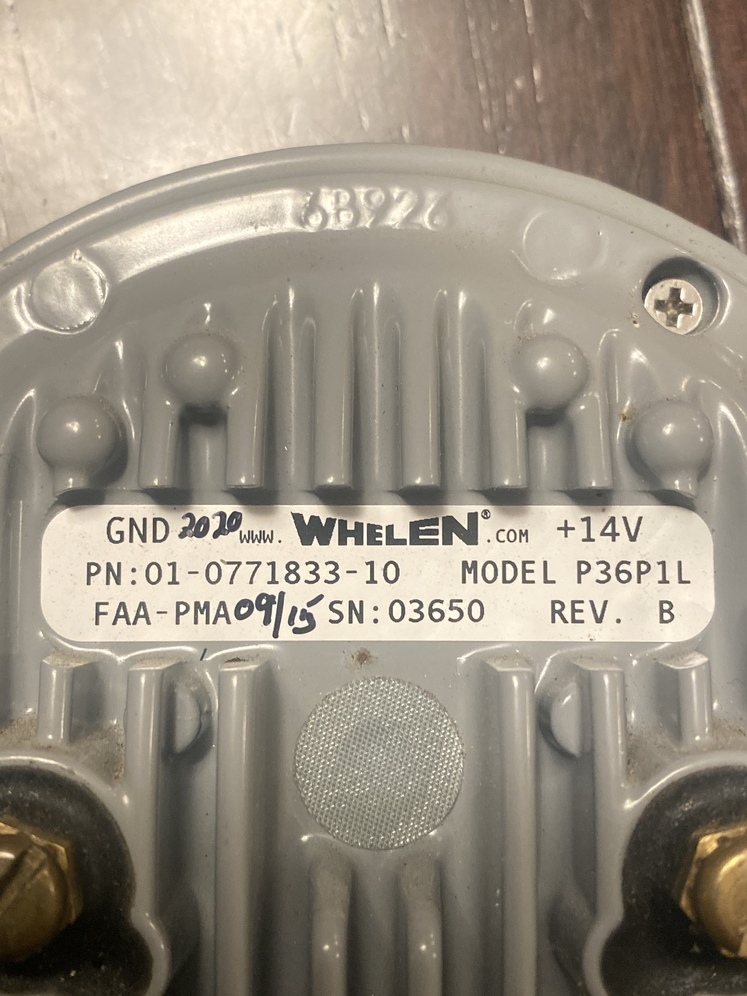 6B926
GND 2020 www. WHELEN®.COM +14V
PN:01-0771833-10 MODEL P36P1L
FAA-PMA 09/15 SN:03650 REV. B